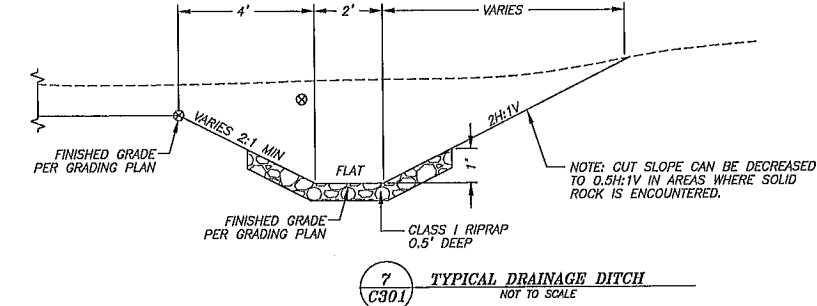 4'
2'
VARIES
VARIES 2:1 MIN
2H:1V
FINISHED GRADE
PER GRADING PLAN
FLAT
1'
NOTE: CUT SLOPE CAN BE DECREASED
TO 0.5H:1V IN AREAS WHERE SOLID
ROCK IS ENCOUNTERED.
FINISHED GRADE
PER GRADING PLAN
CLASS I RIPRAP
0.5' DEEP
7
C301
TYPICAL DRAINAGE DITCH
NOT TO SCALE